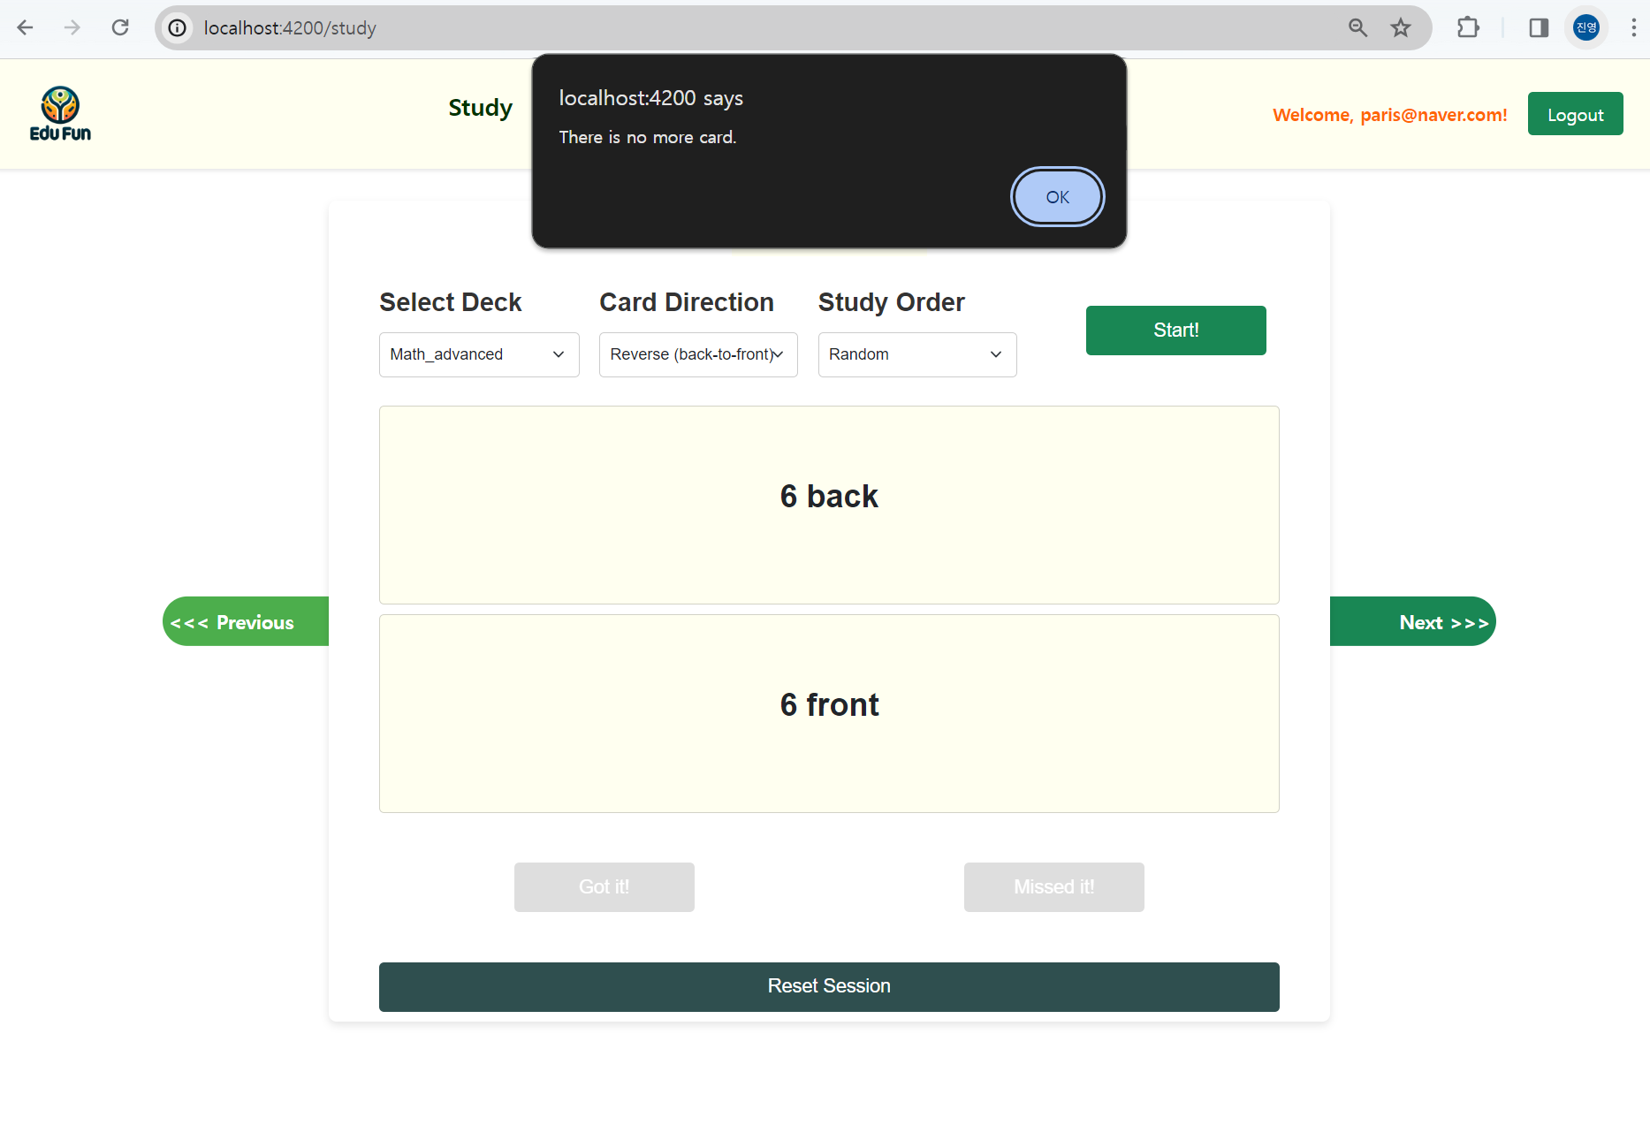 localhost:4200/study
진영
Edu Fun
Study
localhost:4200 says
There is no more card.
OK
Welcome, paris@naver.com!
Logout
Select Deck
Card Direction
Study Order
Math_advanced
Reverse (back-to-front)
Random
Start!
6 back
<<< Previous
Next >>>
6 front
Got it!
Missed it!
Reset Session